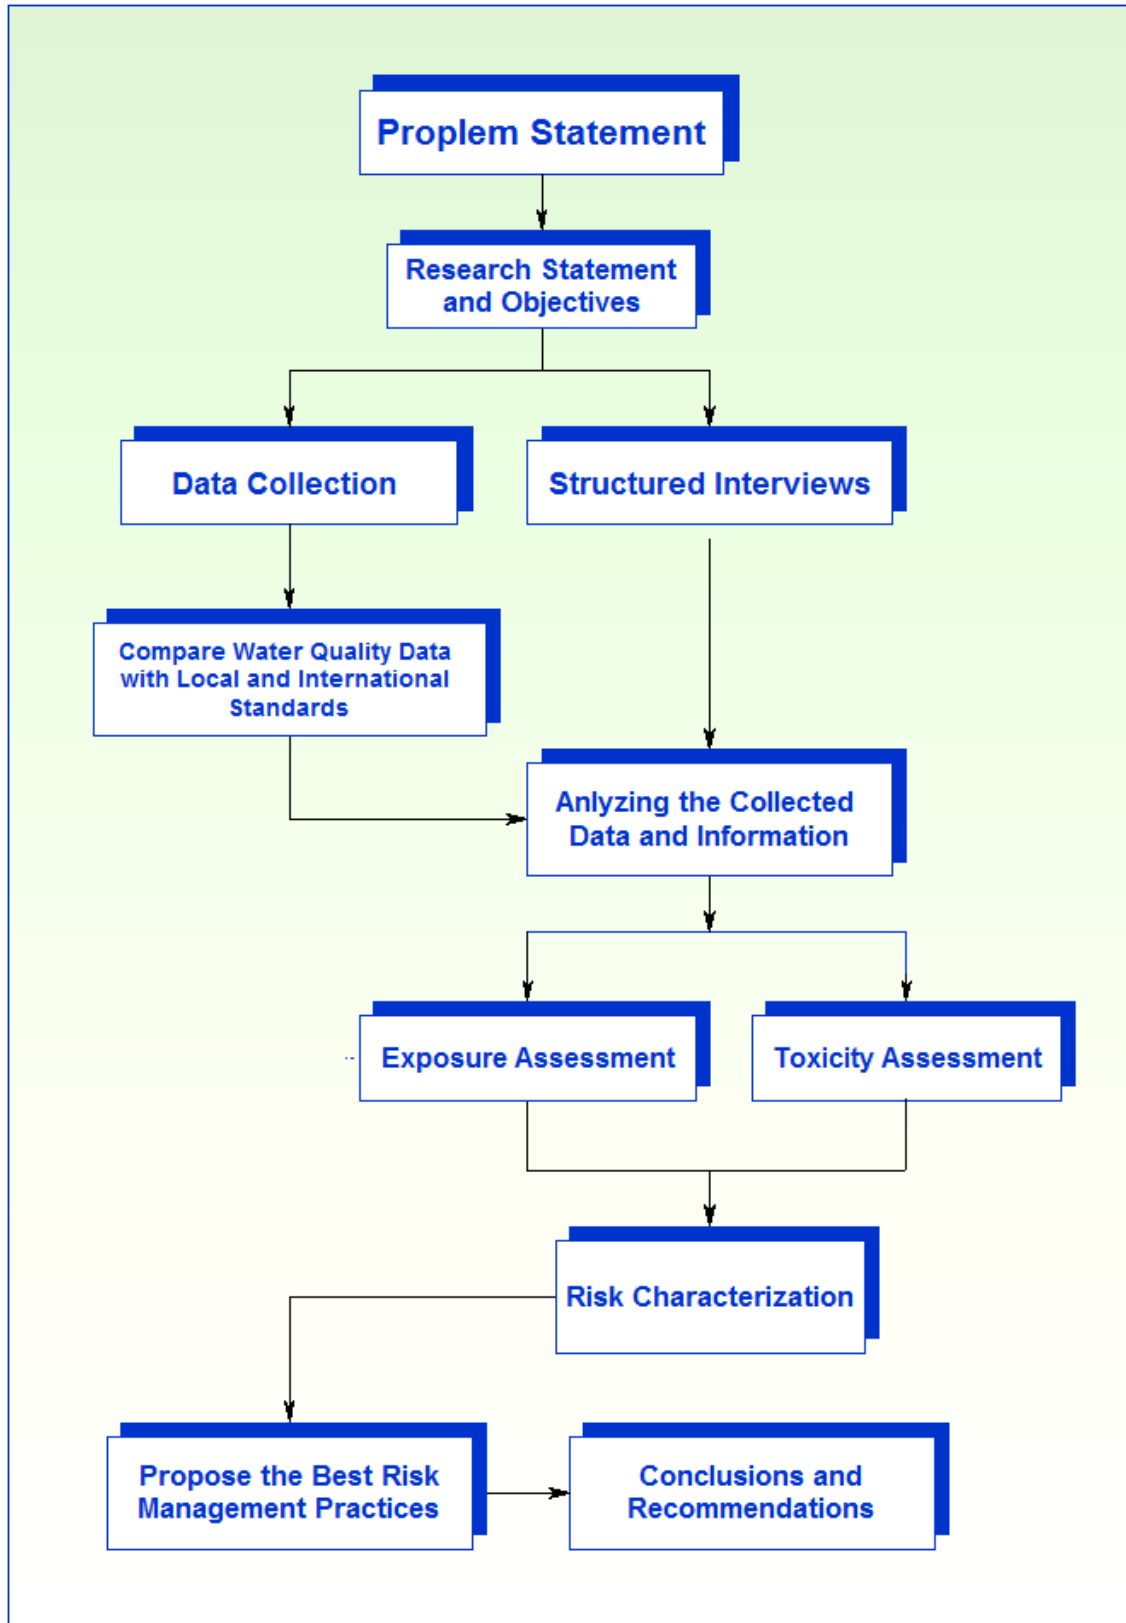 Proplem Statement
Research Statement
and Objectives
Data Collection
Structured Interviews
Compare Water Quality Data
with Local and International
Standards
Anlyzing the Collected
Data and Information
Exposure Assessment
Toxicity Assessment
Risk Characterization
Propose the Best Risk
Management Practices
Conclusions and
Recommendations